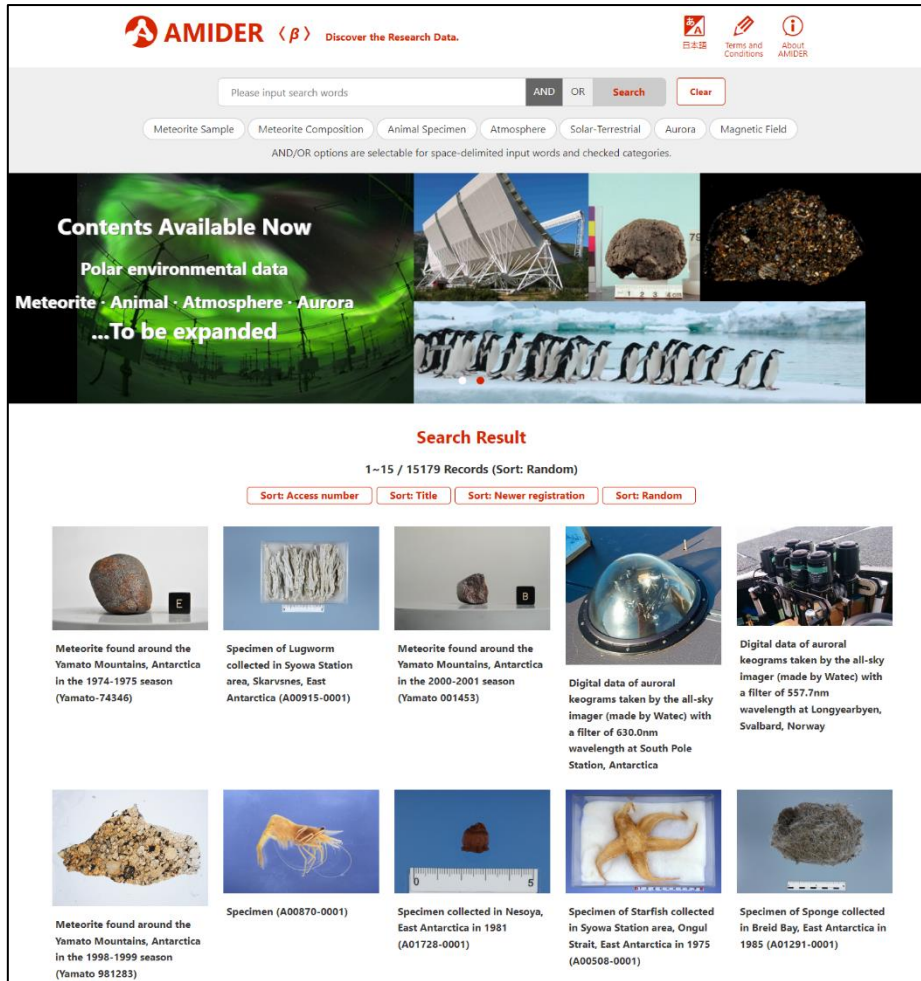 AMIDER 〈β〉 Discover the Research Data.
日本語
Terms and
Conditions
About
AMIDER
Please input search words
AND
OR
Search
Clear
Meteorite Sample
Meteorite Composition
Animal Specimen
Atmosphere
Solar-Terrestrial
Aurora
Magnetic Field
AND/OR options are selectable for space-delimited input words and checked categories.
Contents Available Now
Polar environmental data
Meteorite · Animal · Atmosphere · Aurora
...To be expanded
Search Result
1~15 / 15179 Records (Sort: Random)
Sort: Access number
Sort: Title
Sort: Newer registration
Sort: Random
E
Meteorite found around the
Yamato Mountains, Antarctica
in the 1974-1975 season
(Yamato-74346)
Specimen of Lugworm
collected in Syowa Station
area, Skarvsnes, East
Antarctica (A00915-0001)
B
Meteorite found around the
Yamato Mountains, Antarctica
in the 2000-2001 season
(Yamato 001453)
Digital data of auroral
keograms taken by the all-sky
imager (made by Watec) with
a filter of 630.0nm
wavelength at South Pole
Station, Antarctica
Digital data of auroral
keograms taken by the all-sky
imager (made by Watec) with
a filter of 557.7nm
wavelength at Longyearbyen,
Svalbard, Norway
Meteorite found around the
Yamato Mountains, Antarctica
in the 1998-1999 season
(Yamato 981283)
Specimen (A00870-0001)
0 5
Specimen collected in Nesoya,
East Antarctica in 1981
(A01728-0001)
Specimen of Starfish collected
in Syowa Station area, Ongul
Strait, East Antarctica in 1975
(A00508-0001)
Specimen of Sponge collected
in Breid Bay, East Antarctica in
1985 (A01291-0001)